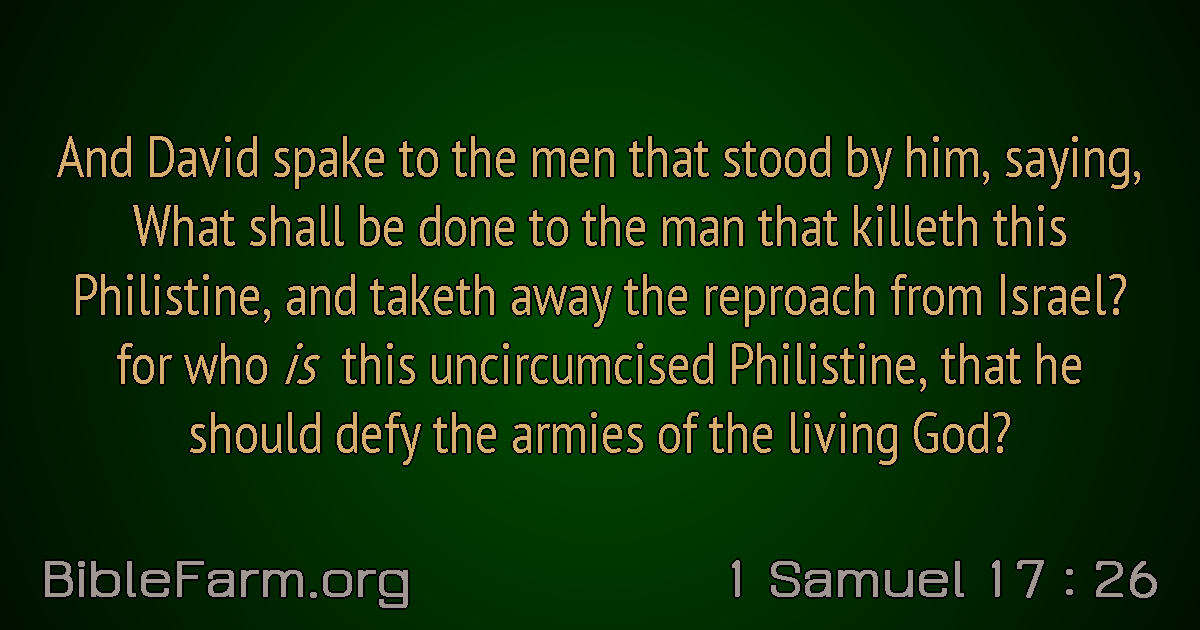 And David spake to the men that stood by him, saying,
What shall be done to the man that killeth this
Philistine, and taketh away the reproach from Israel?
for who is this uncircumcised Philistine, that he
should defy the armies of the living God?
BibleFarm.org
1 Samuel 17 : 26